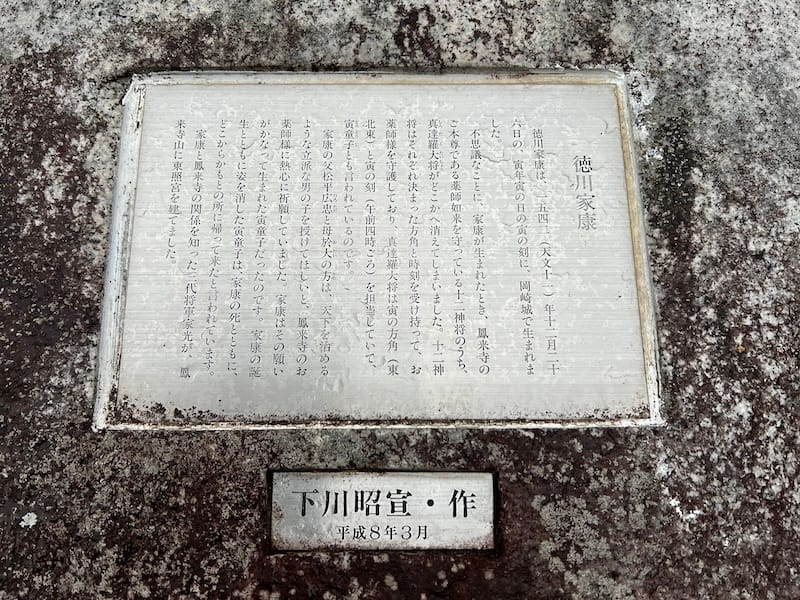 徳川家康
徳川家康は、一五四二（天文十一）年十二月二十
六日の、寅年寅の日の寅の刻に、岡崎城で生まれま
した。
不思議なことに、家康が生まれたとき、鳳来寺の
ご本尊である薬師如来を守っている十二神将のうち、
真達羅大将がどこかへ消えてしまいました。十二神
将はそれぞれ決まった方角と時刻を受け持って、お
薬師様を守護しており、真達羅大将は寅の方角（東
北東）と寅の刻（午前四時ごろ）を担当していて、
寅童子とも言われているのです。
家康の父松平広忠と母於大の方は、天下を治める
ような立派な男の子を授けてほしいと、鳳来寺のお
薬師様に熱心に祈願していました。家康はその願い
がかなって生まれた寅童子だったのです。家康の誕
生とともに姿を消した寅童子は、家康の死とともに、
どこからかもとの所に帰って来たと言われています。
家康と鳳来寺の関係を知った三代将軍家光が、鳳
来寺山に東照宮を建てました。
下川昭宣・作
平成8年3月